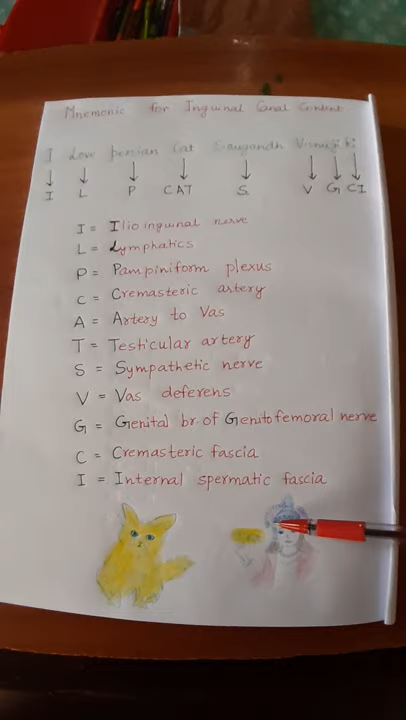 Mnemonic for Inguinal Canal Content
I Love persian Cat Saugandh ki
I L P CAT S V G CI
I = Ilioinguinal nerve
L = Lymphatics
P = Pampiniform plexus
C = Cremasteric artery
A = Artery to Vas
T = Testicular artery
S = Sympathetic nerve
V = Vas deferens
G = Genital br of Genitofemoral nerve
C = Cremasteric fascia
I = Internal spermatic fascia